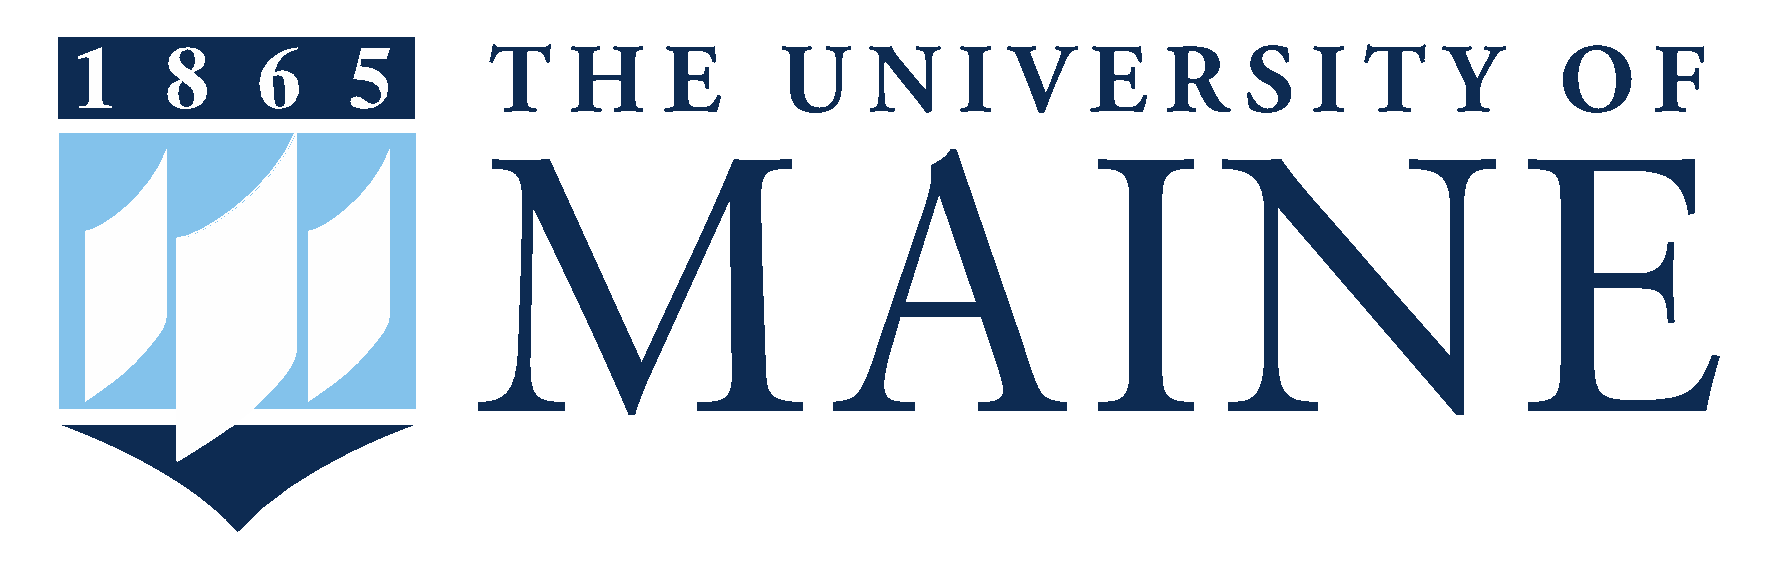 1865
THE UNIVERSITY OF
MAINE